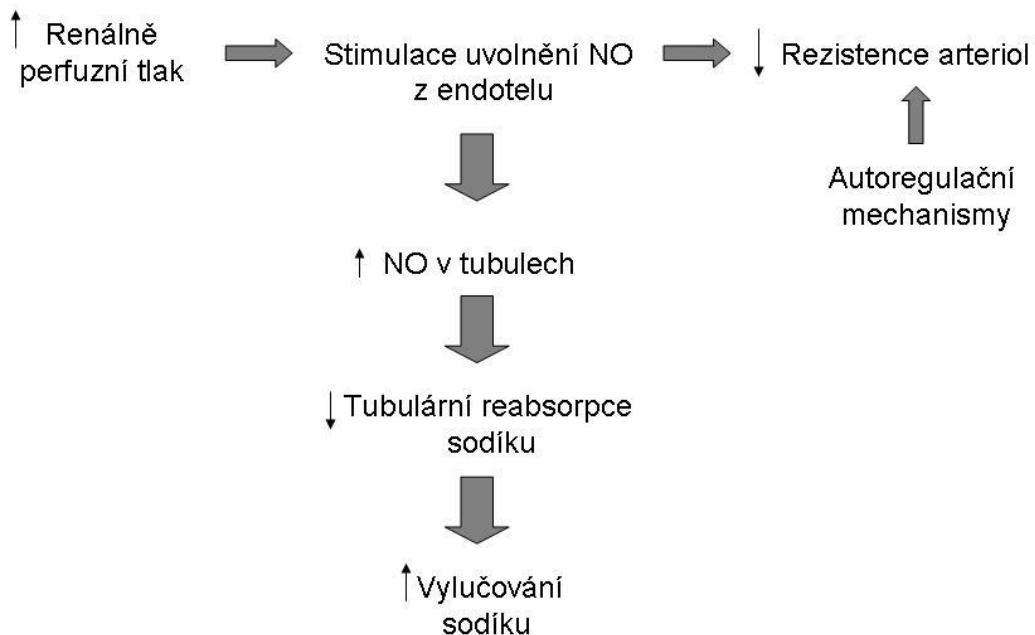 ↑ Renálně
perfuzní tlak
Stimulace uvolnění NO
z endotelu
↓ Rezistence arteriol
Autoregulační
mechanismy
↑ NO v tubulech
↓ Tubulární reabsorpce
sodíku
↑ Vylučování
sodíku